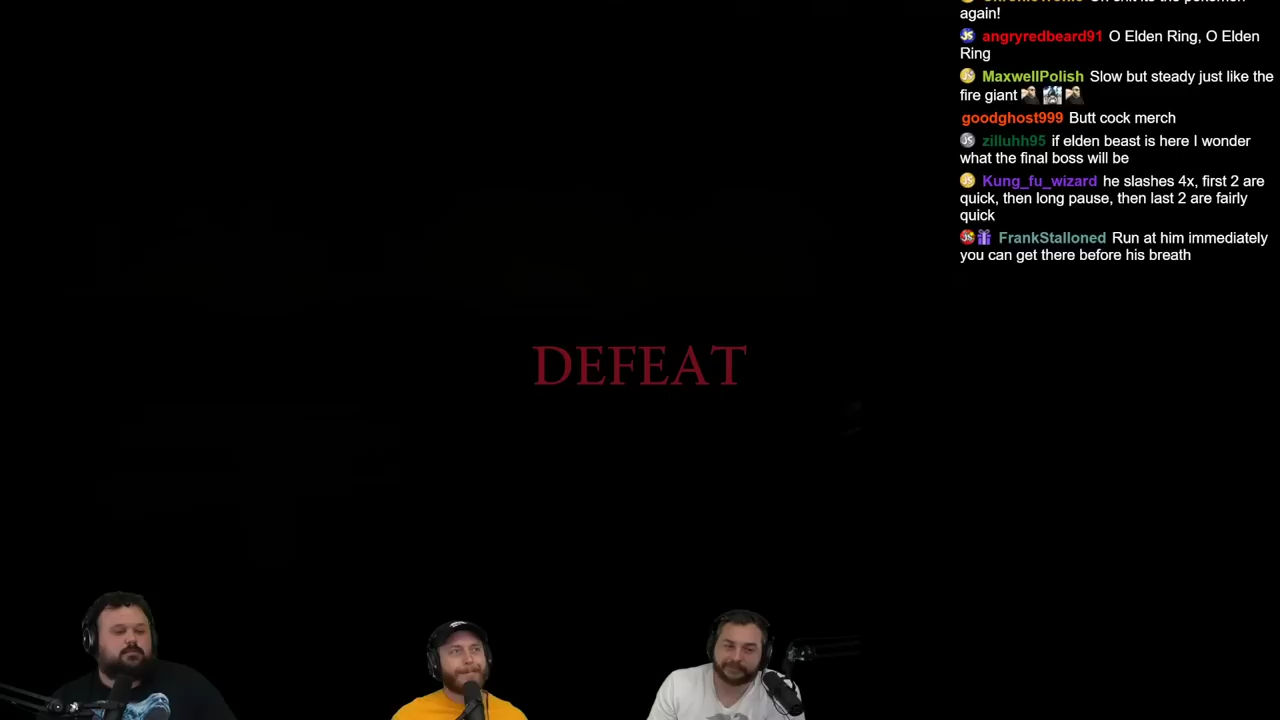 again!
angryredbeard91 O Elden Ring, O Elden
Ring
MaxwellPolish Slow but steady just like the
fire giant
goodghost999 Butt cock merch
zilluhh95 if elden beast is here I wonder
what the final boss will be
Kung_fu_wizard he slashes 4x, first 2 are
quick, then long pause, then last 2 are fairly
quick
FrankStalloned Run at him immediately
you can get there before his breath
DEFEAT